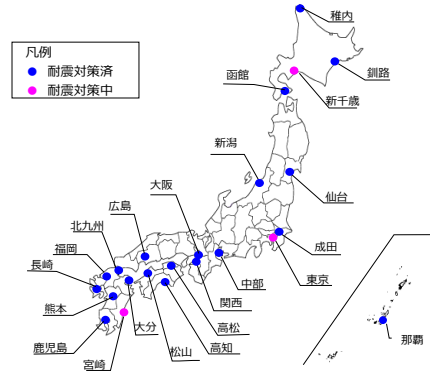 稚内
凡例
耐震対策済
耐震対策中
函館
釧路
新千歳
新潟
大阪
仙台
広島
北九州
福岡
成田
長崎
中部
東京
関西
熊本
大分
高松
那覇
鹿児島
松山
高知
宮崎